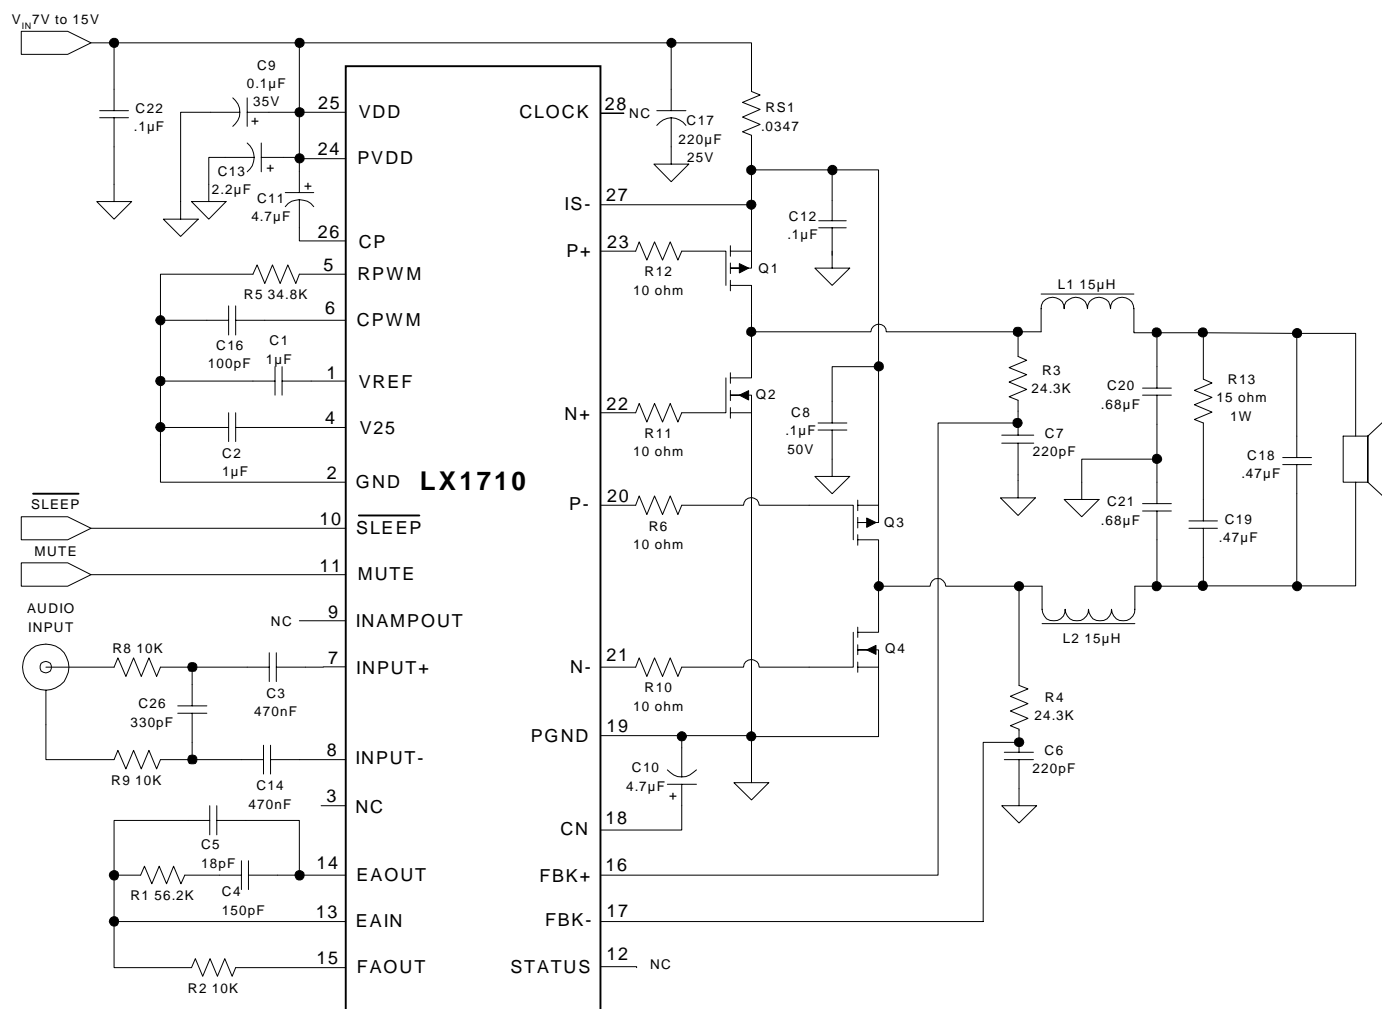 VIN7V to 15V
C22
.1µF
C9
0.1µF
35V
C13
2.2µF
C11
4.7µF
25
VDD
24
PVDD
26
CP
5
RPWM
R5 34.8K
6
CPWM
C16
100pF
C1
1µF
1
VREF
4
V25
C2
1µF
2
GND
LX1710
SLEEP
10
SLEEP
MUTE
11
MUTE
AUDIO
INPUT
NC
9
INAMPOUT
R8 10K
7
INPUT+
C26
330pF
C3
470nF
8
INPUT-
R9 10K
C14
470nF
3
NC
C5
18pF
14
EAOUT
R1 56.2K
C4
150pF
13
EAIN
15
FAOUT
R2 10K
CLOCK
28
NC
C17
220µF
25V
RS1
.0347
IS-
27
C12
.1µF
P+
23
R12
10 ohm
Q1
L1 15µH
Q2
N+
22
R11
10 ohm
C8
.1µF
50V
R3
24.3K
C7
220pF
C20
.68µF
R13
15 ohm
1W
C18
.47µF
C21
.68µF
C19
.47µF
P-
20
R6
10 ohm
Q3
L2 15µH
Q4
N-
21
R10
10 ohm
R4
24.3K
C6
220pF
PGND
19
C10
4.7µF
CN
18
FBK+
16
FBK-
17
STATUS
12
NC